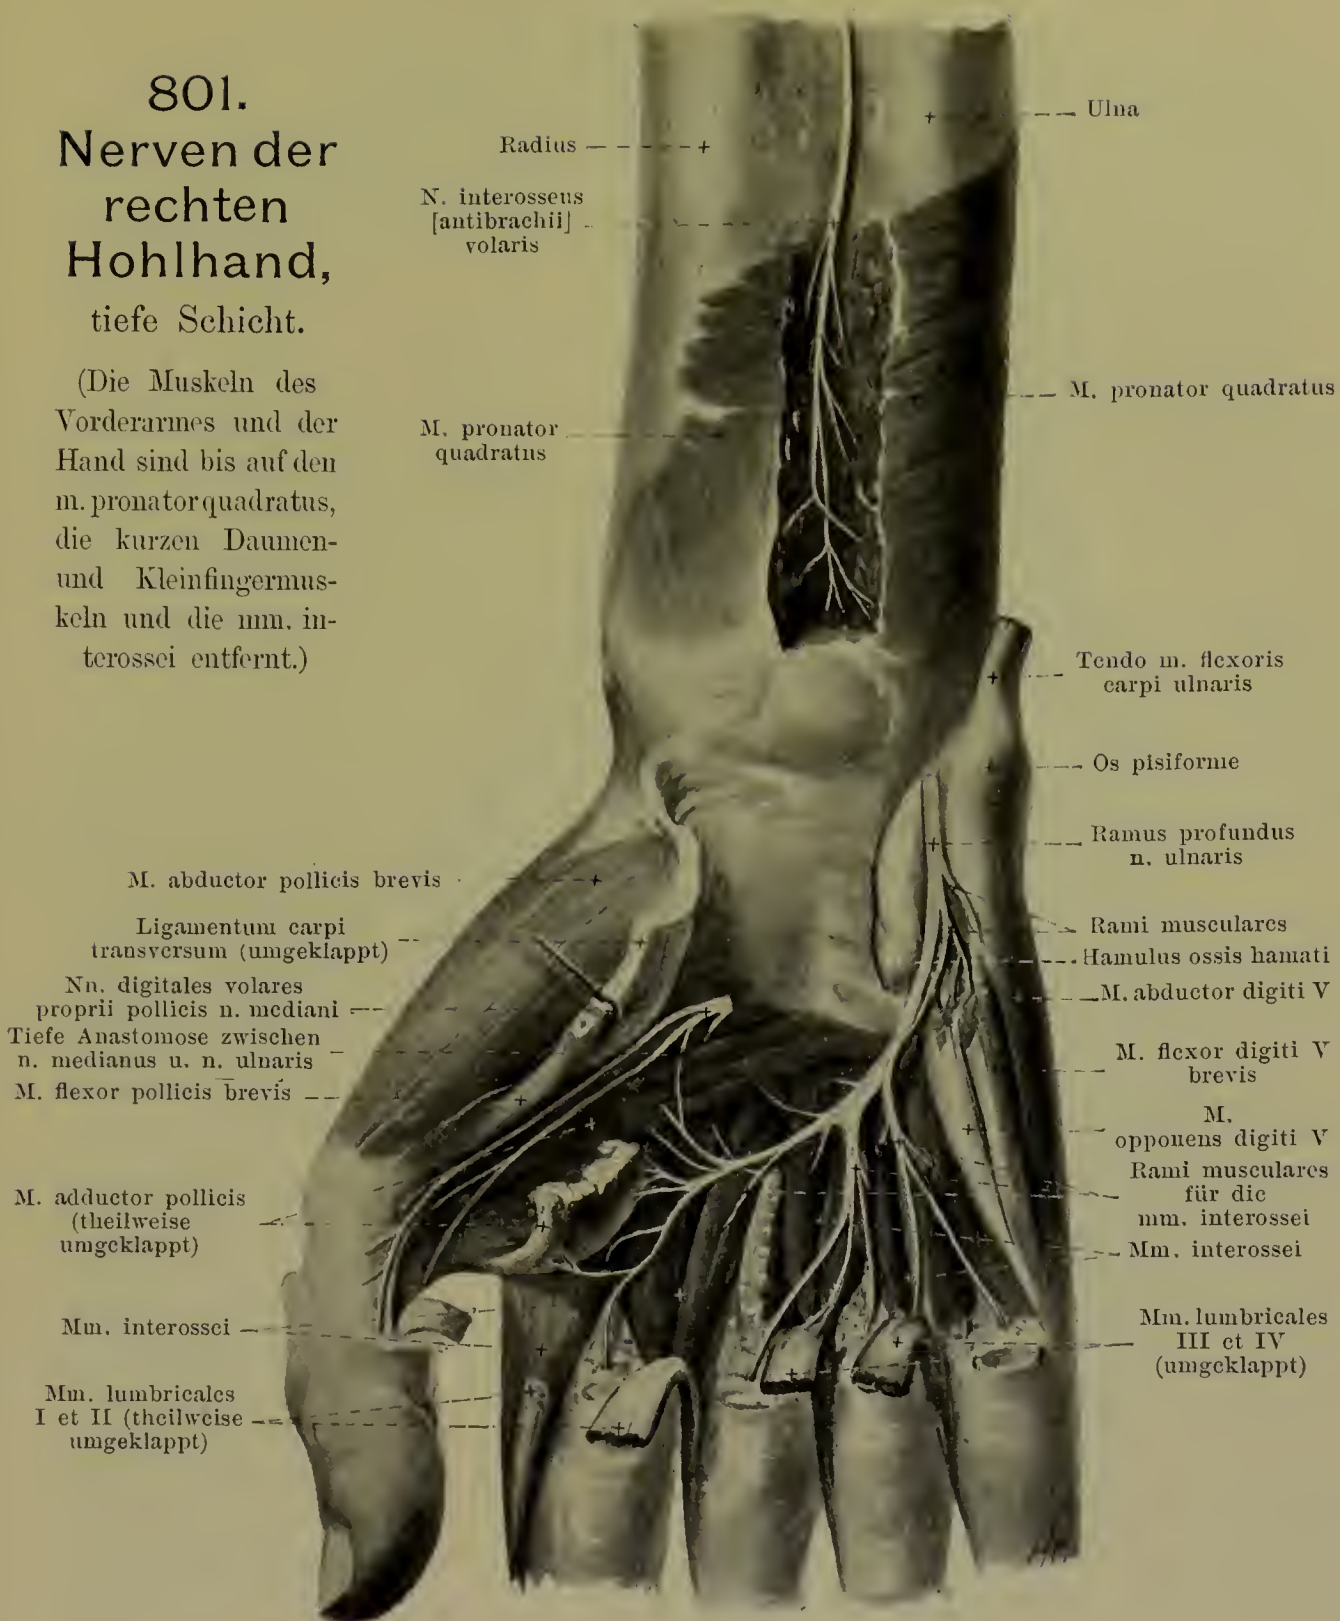 801.
Nerven der
rechten
Hohlhand,
tiefe Schicht.
(Die Muskeln des
Vorderarmes und der
Hand sind bis auf den
m. pronator quadratus,
die kurzen Daumen-
und Kleinfingermus-
keln und die mm. in-
terossei entfernt.)
Radius
N. interosseus
[antibrachii]
volaris
M. pronator
quadratus
M. abductor pollicis brevis
Ligamentum carpi
transversum (umgeklappt)
Nn. digitales volares
proprii pollicis n. mediani
Tiefe Anastomose zwischen
n. medianus u. n. ulnaris
M. flexor pollicis brevis
M. adductor pollicis
(theilweise
umgeklappt)
Mm. interossei
Mm. lumbricales
I et II (theilweise
umgeklappt)
Ulna
M. pronator quadratus
Tendo m. flexoris
carpi ulnaris
Os pisiforme
Ramus profundus
n. ulnaris
Rami musculares
Hamulus ossis hamati
M. abductor digiti V
M. flexor digiti V
brevis
M.
opponens digiti V
Rami musculares
für die
mm. interossei
Mm. interossei
Mm. lumbricales
III et IV
(umgeklappt)